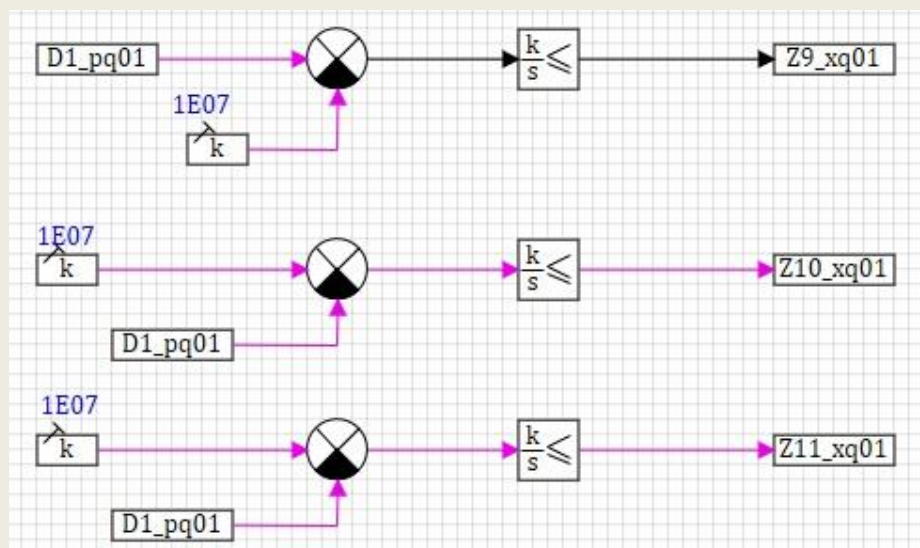 D1_pq01 k/s ≤ Z9_xq01
1E07
k
1E07
k k/s ≤ Z10_xq01
D1_pq01
1E07
k k/s ≤ Z11_xq01
D1_pq01